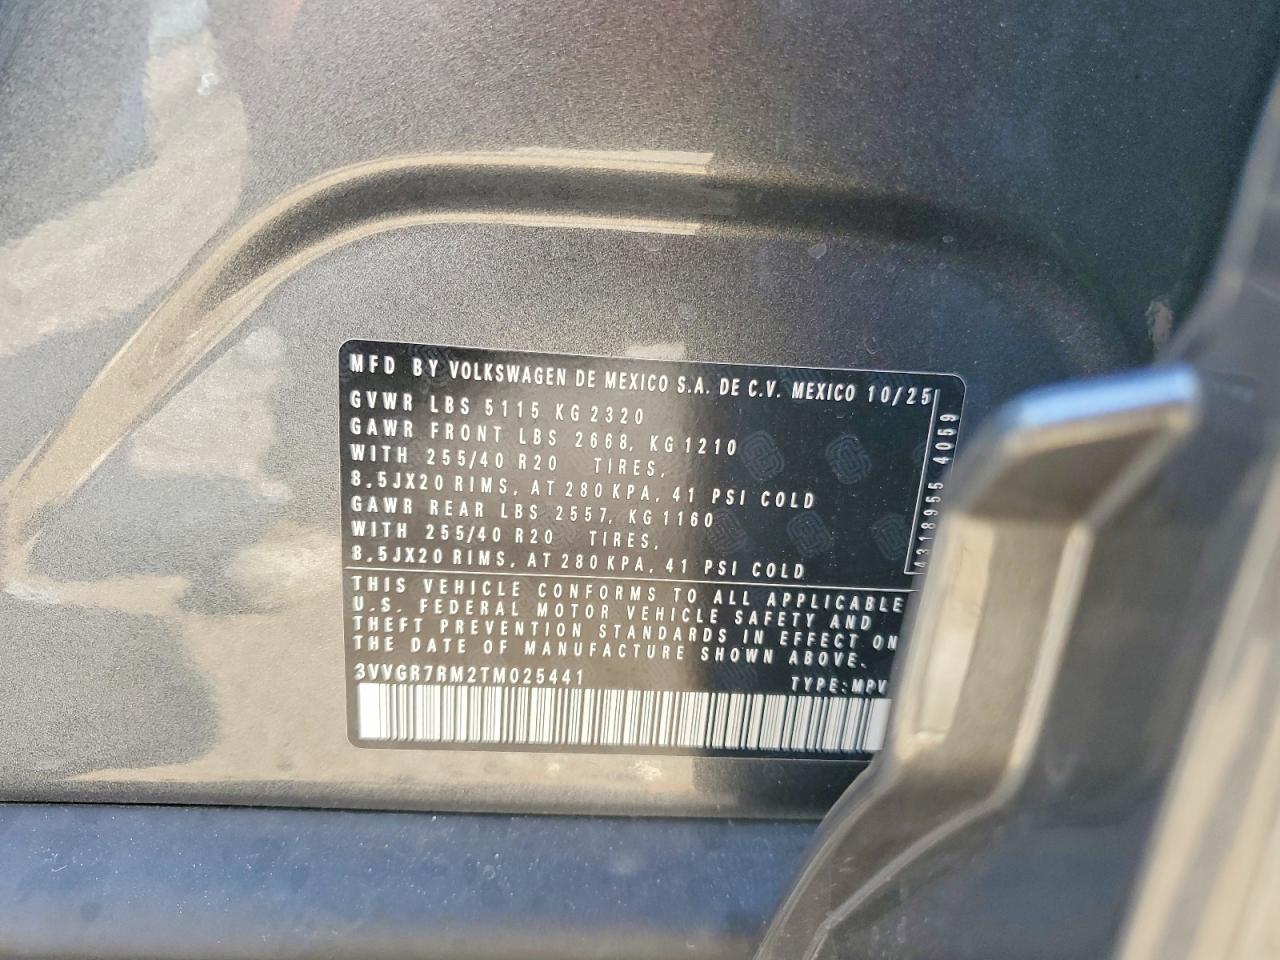 MFD BY VOLKSWAGEN DE MEXICO S.A. DE C.V. MEXICO 10/25
GVWR LBS 5115 KG 2320
GAWR FRONT LBS 2668, KG 1210
WITH 255/40 R20 TIRES,
8.5JX20 RIMS, AT 280 KPA, 41 PSI COLD
GAWR REAR LBS 2557, KG 1160
WITH 255/40 R20 TIRES,
8.5JX20 RIMS, AT 280 KPA, 41 PSI COLD
4318955 4059
THIS VEHICLE CONFORMS TO ALL APPLICABLE
U.S. FEDERAL MOTOR VEHICLE SAFETY AND
THEFT PREVENTION STANDARDS IN EFFECT ON
THE DATE OF MANUFACTURE SHOWN ABOVE.
3VVGR7RM2TM025441 TYPE:MPV